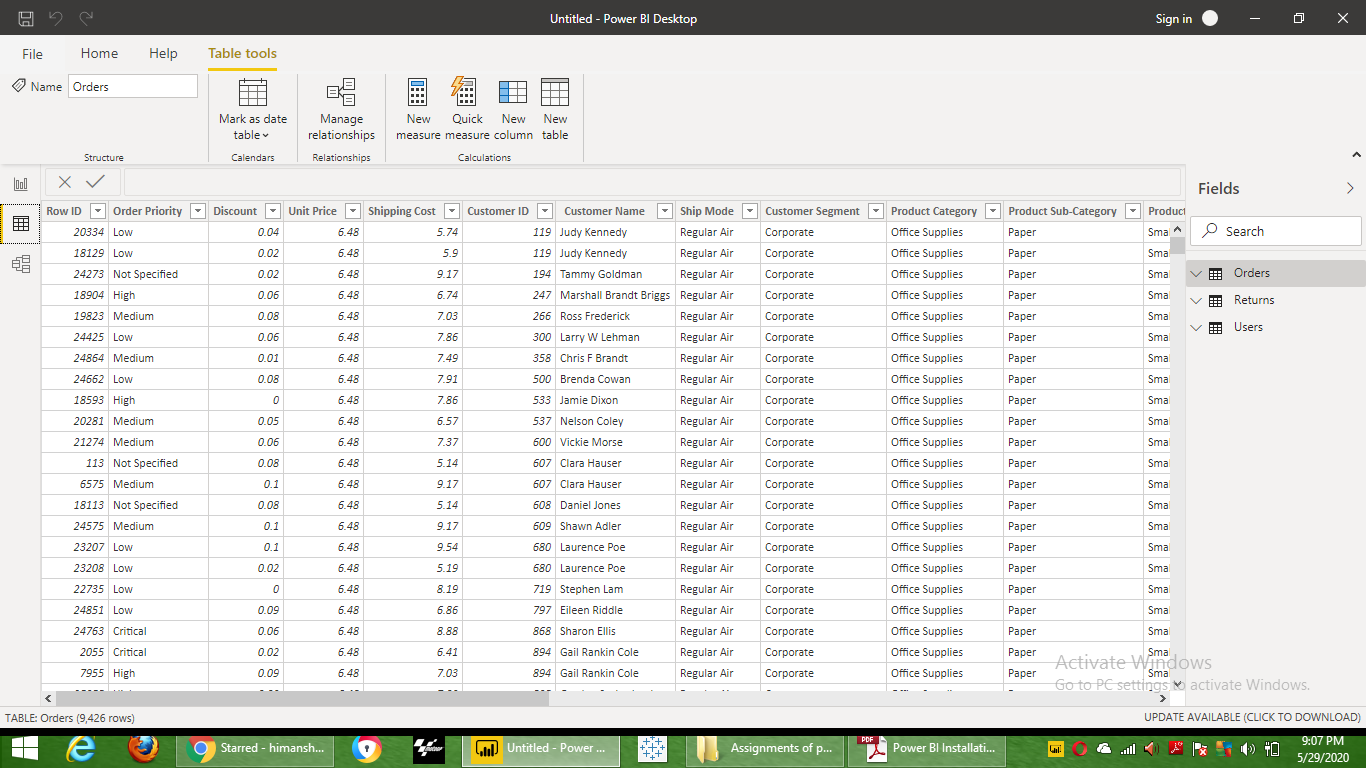 Untitled - Power BI Desktop
Sign in
File Home Help Table tools
Name Orders
Mark as date table
Manage relationships
New measure
Quick measure
New column
New table
Structure Calendars Relationships Calculations
Row ID Order Priority Discount Unit Price Shipping Cost Customer ID Customer Name Ship Mode Customer Segment Product Category Product Sub-Category Product
20334 Low 0.04 6.48 5.74 119 Judy Kennedy Regular Air Corporate Office Supplies Paper Sma
18129 Low 0.02 6.48 5.9 119 Judy Kennedy Regular Air Corporate Office Supplies Paper Sma
24273 Not Specified 0.02 6.48 9.17 194 Tammy Goldman Regular Air Corporate Office Supplies Paper Sma
18904 High 0.06 6.48 6.74 247 Marshall Brandt Briggs Regular Air Corporate Office Supplies Paper Sma
19823 Medium 0.08 6.48 7.03 266 Ross Frederick Regular Air Corporate Office Supplies Paper Sma
24425 Low 0.06 6.48 7.86 300 Larry W Lehman Regular Air Corporate Office Supplies Paper Sma
24864 Medium 0.01 6.48 7.49 358 Chris F Brandt Regular Air Corporate Office Supplies Paper Sma
24662 Low 0.08 6.48 7.91 500 Brenda Cowan Regular Air Corporate Office Supplies Paper Sma
18593 High 0 6.48 7.86 533 Jamie Dixon Regular Air Corporate Office Supplies Paper Sma
20281 Medium 0.05 6.48 6.57 537 Nelson Coley Regular Air Corporate Office Supplies Paper Sma
21274 Medium 0.06 6.48 7.37 600 Vickie Morse Regular Air Corporate Office Supplies Paper Sma
113 Not Specified 0.08 6.48 5.14 607 Clara Hauser Regular Air Corporate Office Supplies Paper Sma
6575 Medium 0.1 6.48 9.17 607 Clara Hauser Regular Air Corporate Office Supplies Paper Sma
18113 Not Specified 0.08 6.48 5.14 608 Daniel Jones Regular Air Corporate Office Supplies Paper Sma
24575 Medium 0.1 6.48 9.17 609 Shawn Adler Regular Air Corporate Office Supplies Paper Sma
23207 Low 0.1 6.48 9.54 680 Laurence Poe Regular Air Corporate Office Supplies Paper Sma
23208 Low 0.02 6.48 5.19 680 Laurence Poe Regular Air Corporate Office Supplies Paper Sma
22735 Low 0 6.48 8.19 719 Stephen Lam Regular Air Corporate Office Supplies Paper Sma
24851 Low 0.09 6.48 6.86 797 Eileen Riddle Regular Air Corporate Office Supplies Paper Sma
24763 Critical 0.06 6.48 8.88 868 Sharon Ellis Regular Air Corporate Office Supplies Paper Sma
2055 Critical 0.02 6.48 6.41 894 Gail Rankin Cole Regular Air Corporate Office Supplies Paper Sma
7955 High 0.09 6.48 7.03 894 Gail Rankin Cole Regular Air Corporate Office Supplies Paper Sma
Fields
Search
Orders
Returns
Users
Activate Windows
Go to PC settings to activate Windows.
TABLE: Orders (9,426 rows)
UPDATE AVAILABLE (CLICK TO DOWNLOAD)
Starred - himansh...
Untitled - Power ...
Assignments of p...
PDF
Power BI Installati...
9:07 PM
5/29/2020